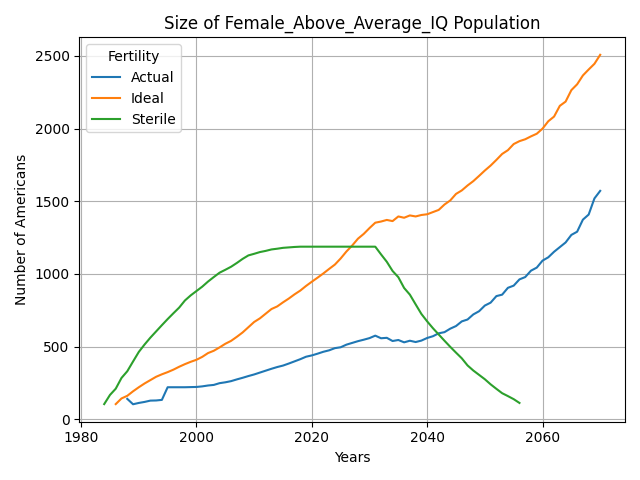 Size of Female_Above_Average_IQ Population
Fertility
Actual
Ideal
Sterile
Number of Americans
2500
2000
1500
1000
500
0
1980
2000
2020
2040
2060
Years